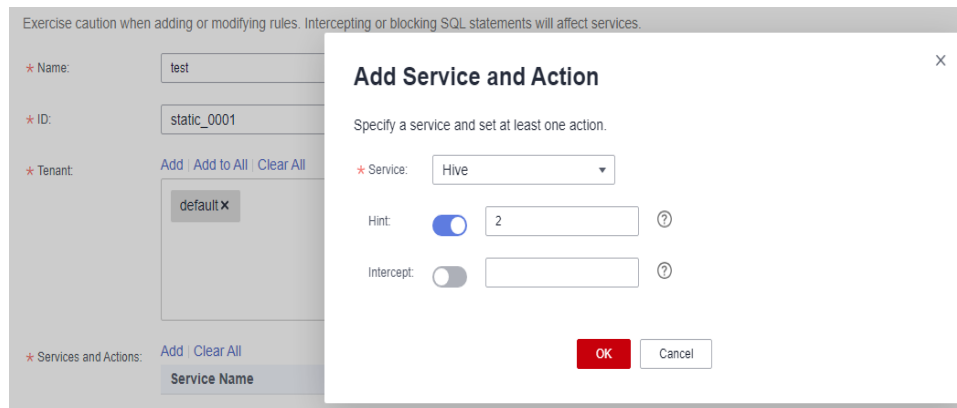 Exercise caution when adding or modifying rules. Intercepting or blocking SQL statements will affect services.
* Name: test
* ID: static_0001
* Tenant: Add | Add to All | Clear All
default ×
* Services and Actions: Add | Clear All
Service Name
Add Service and Action
×
Specify a service and set at least one action.
* Service: Hive
Hint: 2 ?
Intercept: ?
OK Cancel